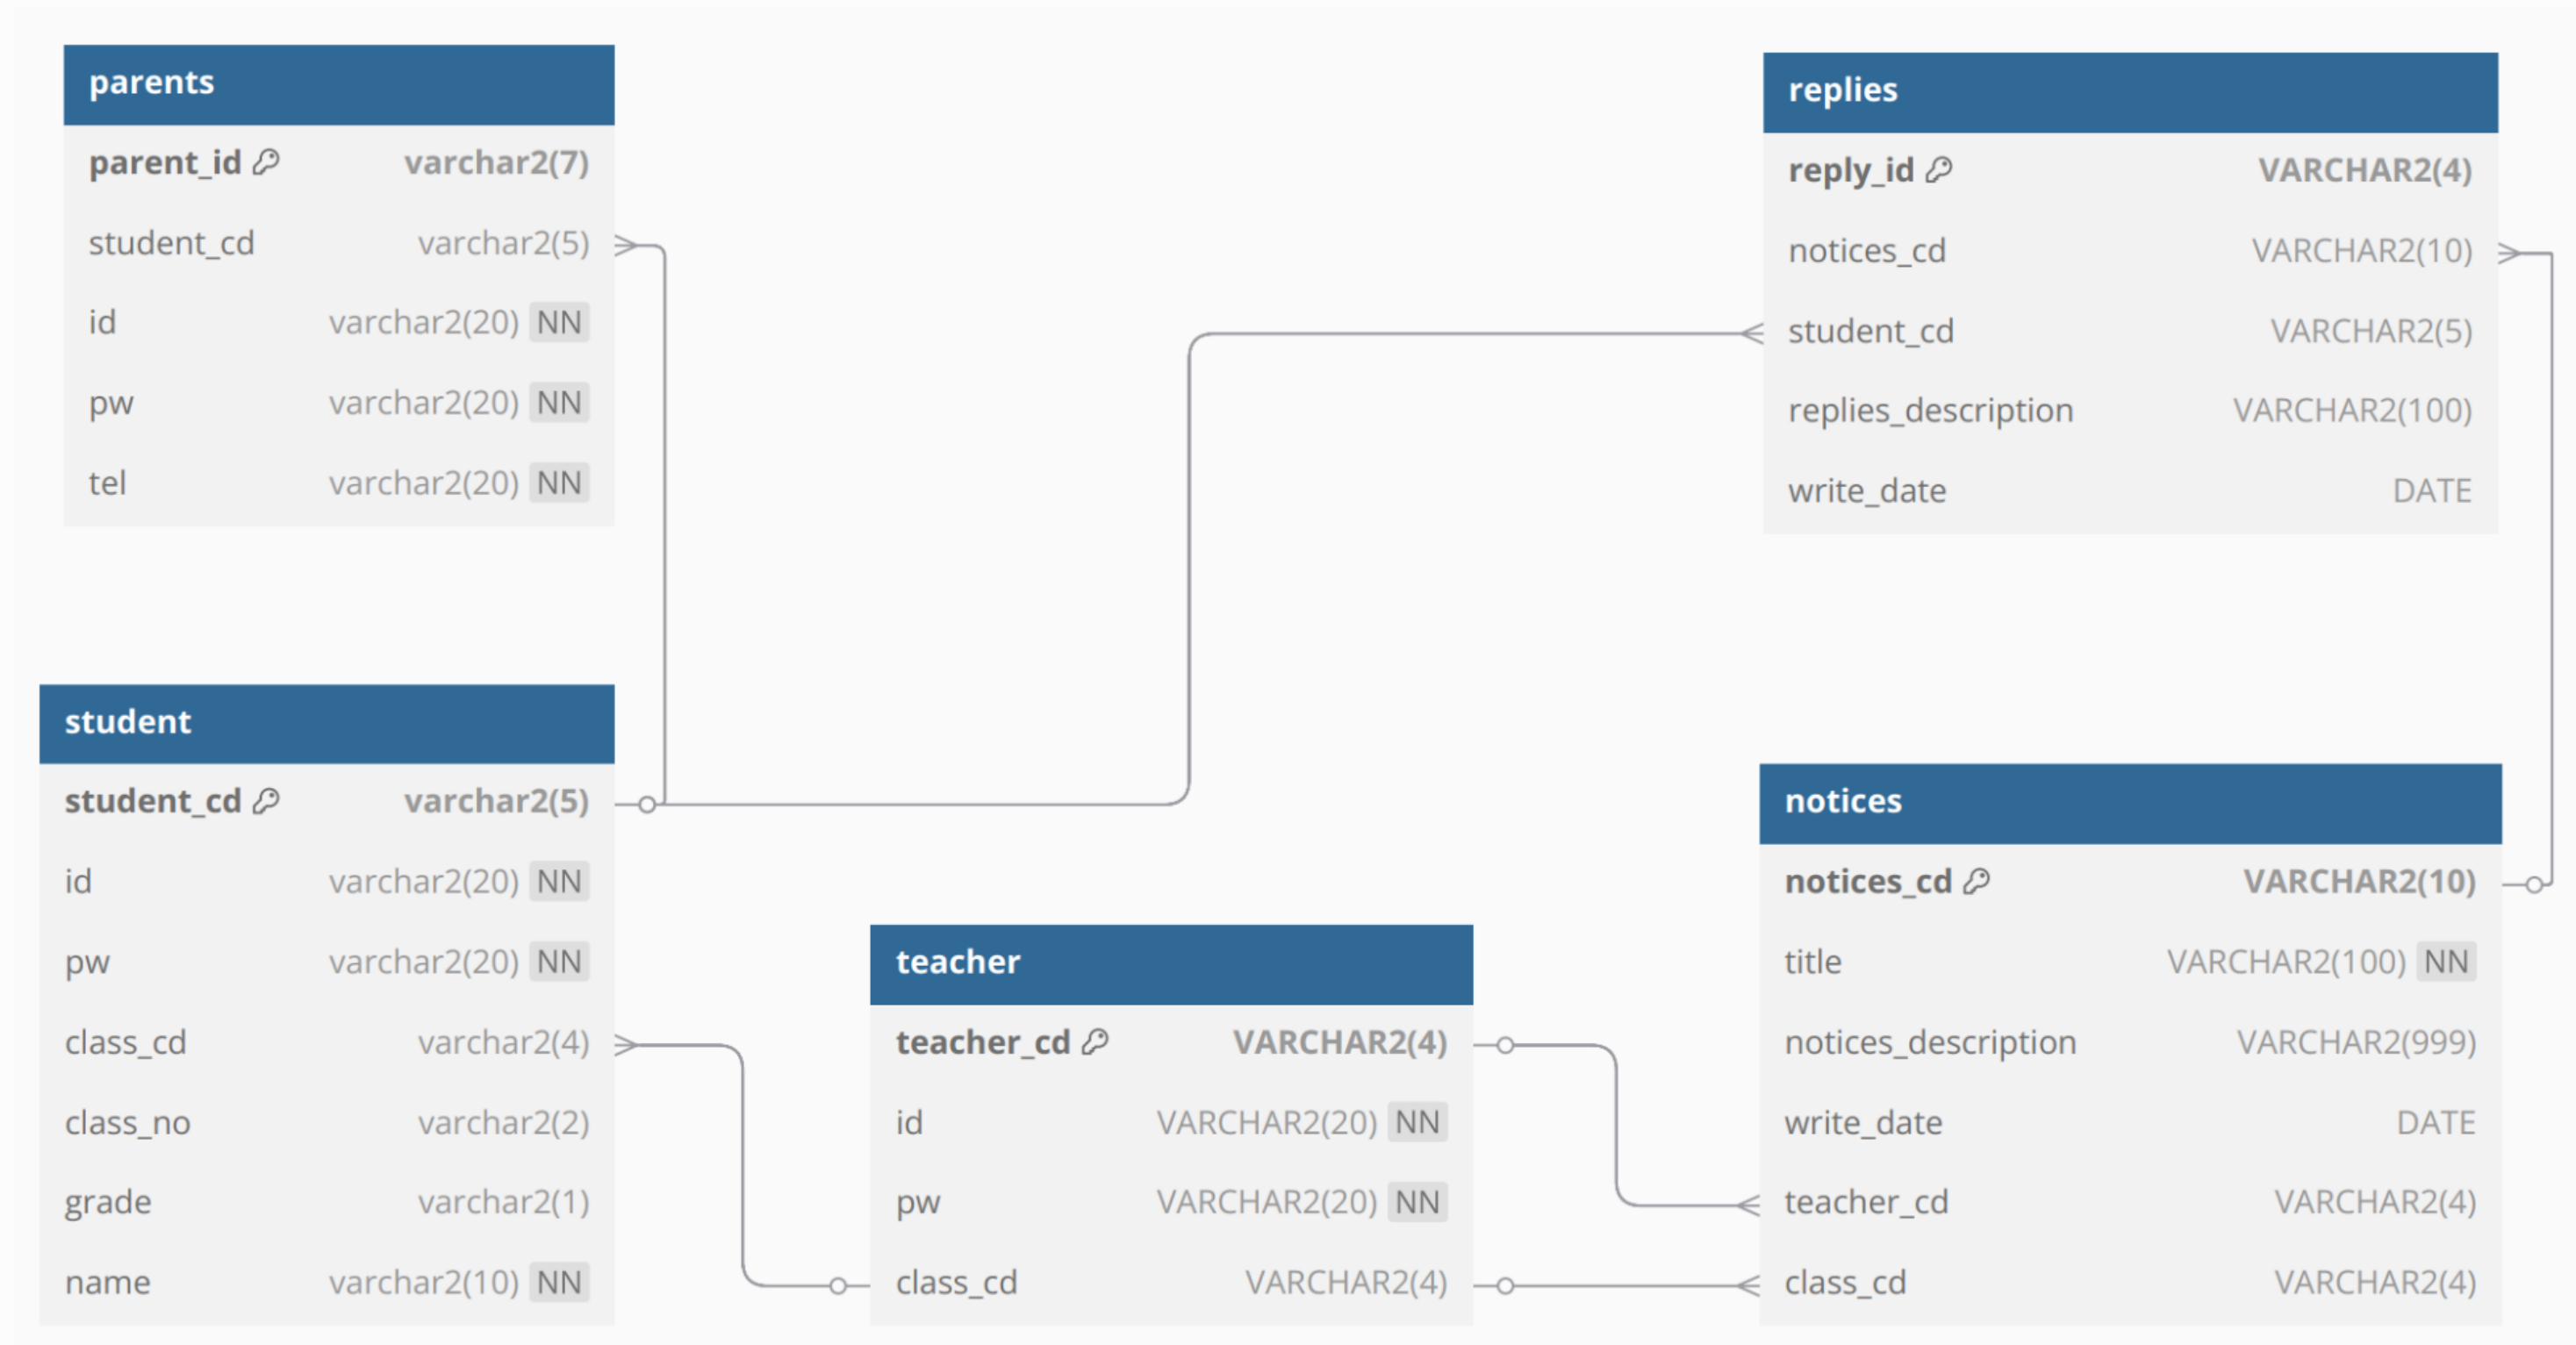 parents
parent_id varchar2(7)
student_cd varchar2(5)
id varchar2(20) NN
pw varchar2(20) NN
tel varchar2(20) NN
replies
reply_id VARCHAR2(4)
notices_cd VARCHAR2(10)
student_cd VARCHAR2(5)
replies_description VARCHAR2(100)
write_date DATE
student
student_cd varchar2(5)
id varchar2(20) NN
pw varchar2(20) NN
class_cd varchar2(4)
class_no varchar2(2)
grade varchar2(1)
name varchar2(10) NN
teacher
teacher_cd VARCHAR2(4)
id VARCHAR2(20) NN
pw VARCHAR2(20) NN
class_cd VARCHAR2(4)
notices
notices_cd VARCHAR2(10)
title VARCHAR2(100) NN
notices_description VARCHAR2(999)
write_date DATE
teacher_cd VARCHAR2(4)
class_cd VARCHAR2(4)